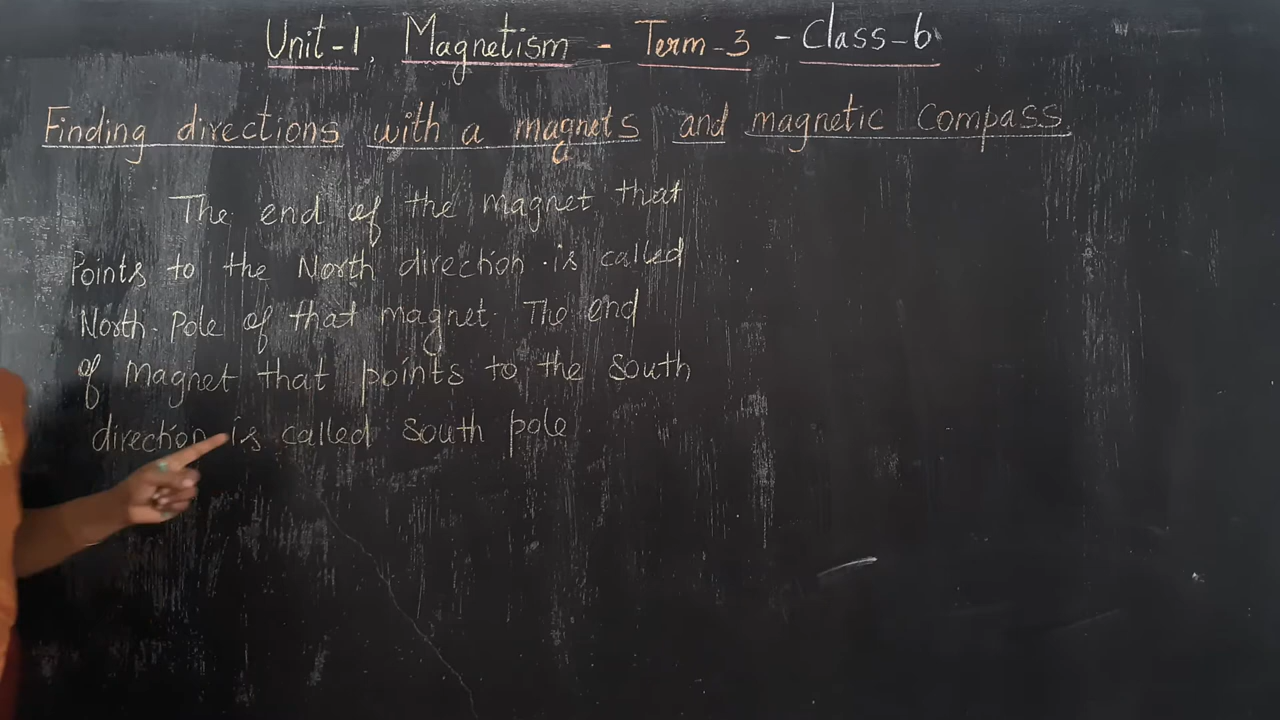 Unit-1, Magnetism - Term-3 - Class-6
Finding directions with a magnets and magnetic Compass
The end of the magnet that
Points to the North direction is called
North-Pole of that magnet. The end
of Magnet that points to the South
direction is called South pole.